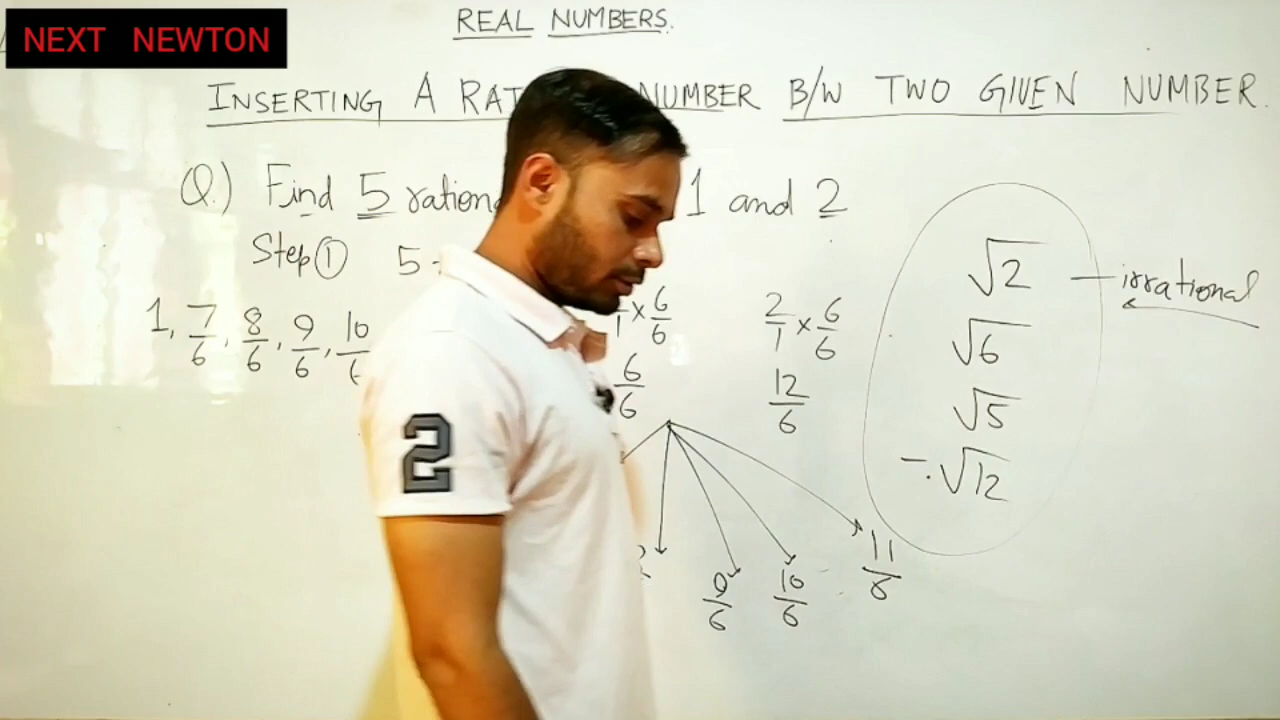 NEXT NEWTON
REAL NUMBERS.
INSERTING A RAT NUMBER B/W TWO GIVEN NUMBER.
Q.) Find 5 ration 1 and 2
Step ① 5
1, 7/6, 8/6, 9/6, 10/6
1 × 6/6
6/6
2/1 × 6/6
12/6
9/6 10/6 11/6
√2 irrational
√6
√5
-√12
2